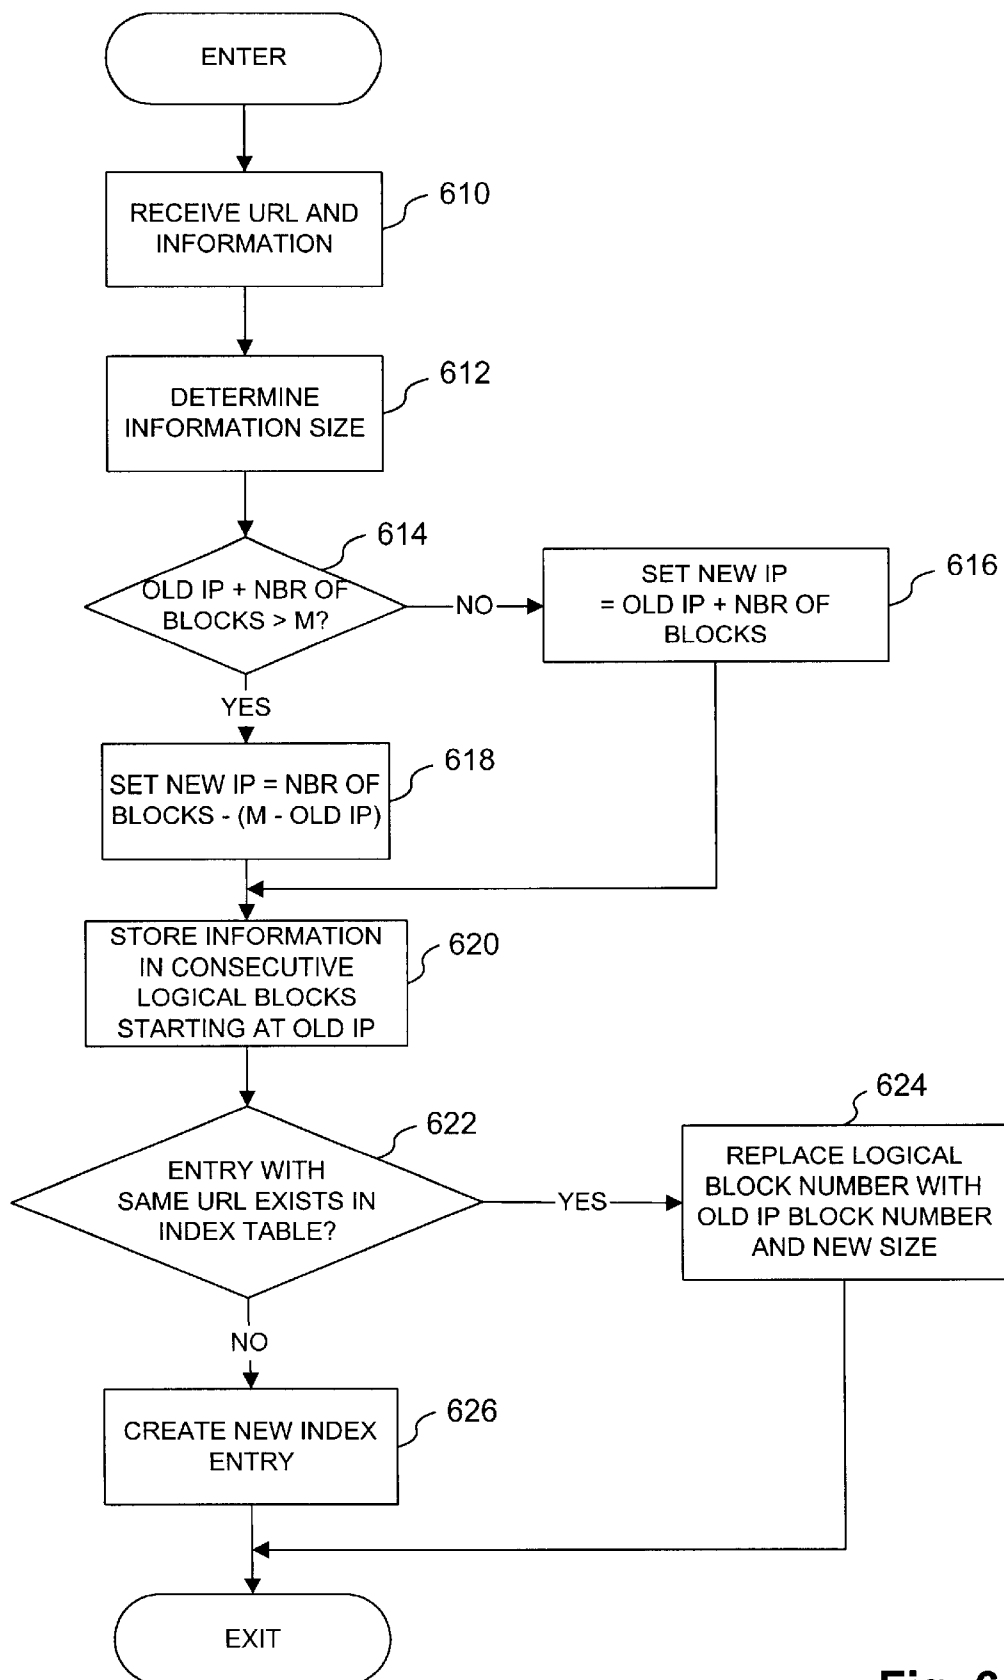 ENTER
RECEIVE URL AND
INFORMATION
610
DETERMINE
INFORMATION SIZE
612
OLD IP + NBR OF
BLOCKS > M?
614
NO
SET NEW IP
= OLD IP + NBR OF
BLOCKS
616
YES
SET NEW IP = NBR OF
BLOCKS - (M - OLD IP)
618
STORE INFORMATION
IN CONSECUTIVE
LOGICAL BLOCKS
STARTING AT OLD IP
620
ENTRY WITH
SAME URL EXISTS IN
INDEX TABLE?
622
YES
REPLACE LOGICAL
BLOCK NUMBER WITH
OLD IP BLOCK NUMBER
AND NEW SIZE
624
NO
CREATE NEW INDEX
ENTRY
626
EXIT
Fig. 6